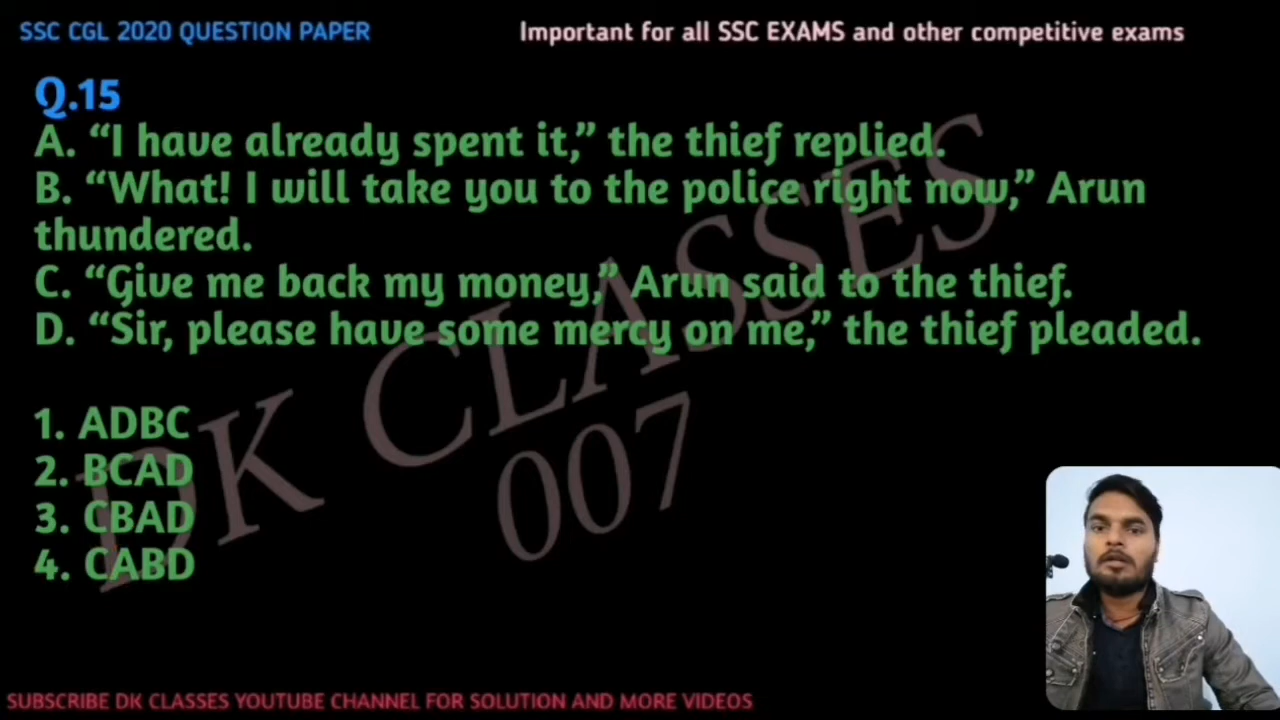 SSC CGL 2020 QUESTION PAPER
Important for all SSC EXAMS and other competitive exams
Q.15
A. “I have already spent it,” the thief replied.
B. “What! I will take you to the police right now,” Arun
thundered.
C. “Give me back my money,” Arun said to the thief.
D. “Sir, please have some mercy on me,” the thief pleaded.
1. ADBC
2. BCAD
3. CBAD
4. CABD
DK CLASSES
007
SUBSCRIBE DK CLASSES YOUTUBE CHANNEL FOR SOLUTION AND MORE VIDEOS